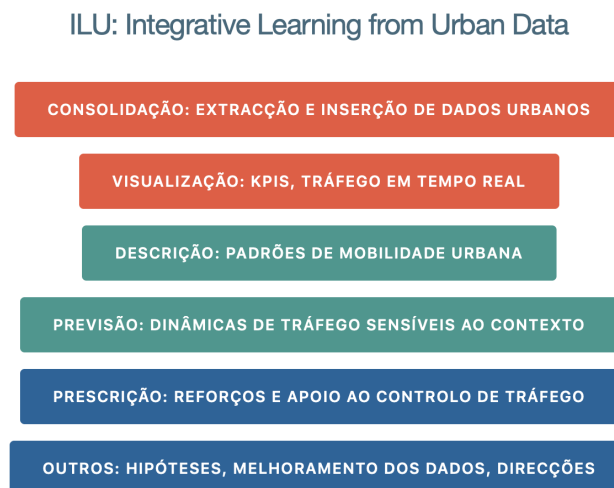 ILU: Integrative Learning from Urban Data
CONSOLIDAÇÃO: EXTRACÇÃO E INSERÇÃO DE DADOS URBANOS
VISUALIZAÇÃO: KPIS, TRÁFEGO EM TEMPO REAL
DESCRIÇÃO: PADRÕES DE MOBILIDADE URBANA
PREVISÃO: DINÂMICAS DE TRÁFEGO SENSÍVEIS AO CONTEXTO
PRESCRIÇÃO: REFORÇOS E APOIO AO CONTROLO DE TRÁFEGO
OUTROS: HIPÓTESES, MELHORAMENTO DOS DADOS, DIRECÇÕES